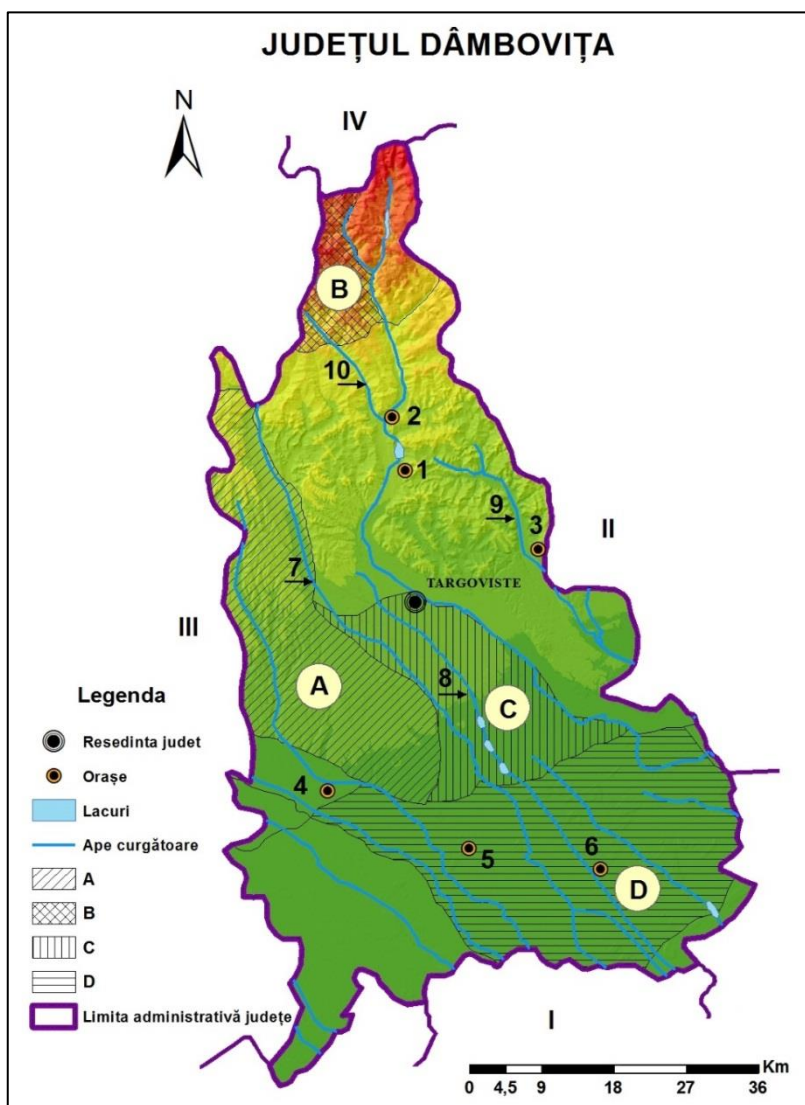 JUDEȚUL DÂMBOVIȚA
N
IV
B
10
2
1
9
3
II
7
TARGOVISTE
III
A
8
C
Legenda
Resedinta judet
Orașe
Lacuri
Ape curgătoare
A
B
C
D
Limita administrativă județe
4
5
6
D
I
Km
0 4,5 9 18 27 36